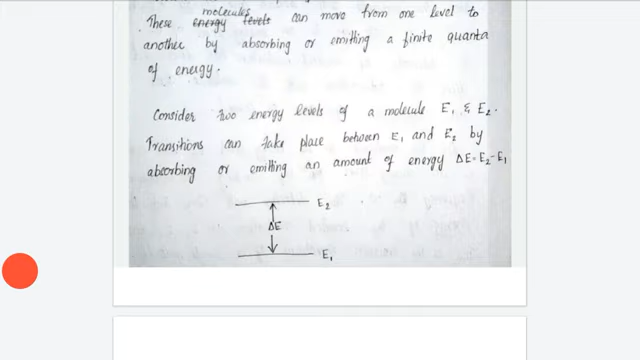 molecules
These energy levels can move from one level to
another by absorbing or emitting a finite quanta
of energy.
Consider two energy levels of a molecule E₁ & E₂.
Transitions can take place between E₁ and E₂ by
absorbing or emitting an amount of energy ΔE=E₂-E₁
E₂
ΔE
E₁